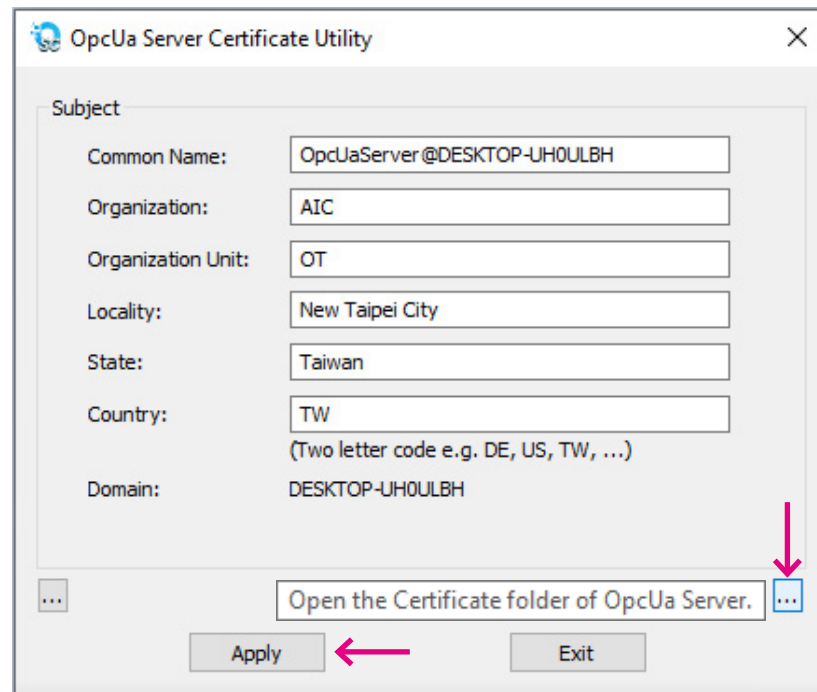 OpcUa Server Certificate Utility
Subject
Common Name: OpcUaServer@DESKTOP-UH0ULBH
Organization: AIC
Organization Unit: OT
Locality: New Taipei City
State: Taiwan
Country: TW
(Two letter code e.g. DE, US, TW, ...)
Domain: DESKTOP-UH0ULBH
... Open the Certificate folder of OpcUa Server. ...
Apply Exit